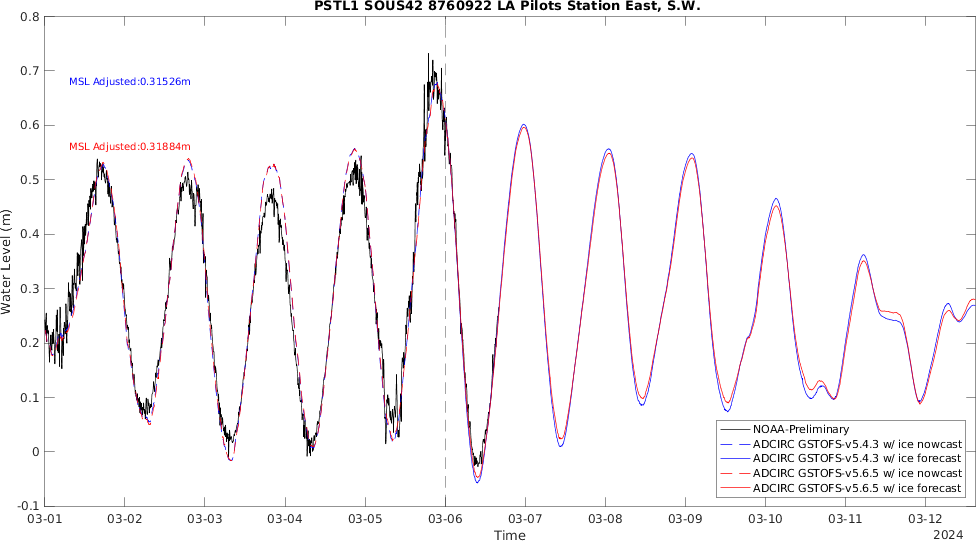 PSTL1 SOUS42 8760922 LA Pilots Station East, S.W.
0.8
0.7
0.6
0.5
0.4
0.3
0.2
0.1
0
-0.1
Water Level (m)
MSL Adjusted:0.31526m
MSL Adjusted:0.31884m
NOAA-Preliminary
ADCIRC GSTOFS-v5.4.3 w/ ice nowcast
ADCIRC GSTOFS-v5.4.3 w/ ice forecast
ADCIRC GSTOFS-v5.6.5 w/ ice nowcast
ADCIRC GSTOFS-v5.6.5 w/ ice forecast
03-01 03-02 03-03 03-04 03-05 03-06 03-07 03-08 03-09 03-10 03-11 03-12
Time
2024